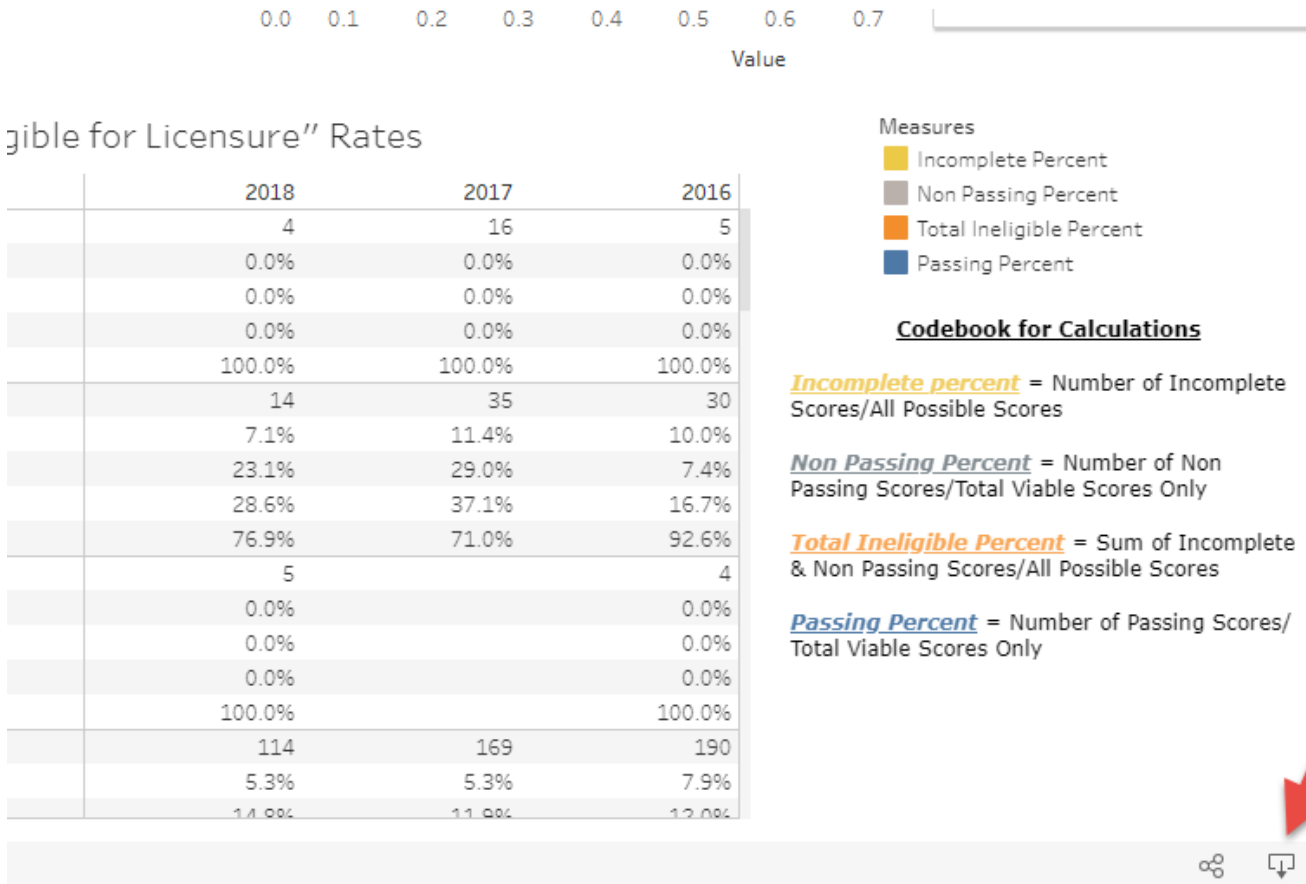 0.0 0.1 0.2 0.3 0.4 0.5 0.6 0.7
Value
gible for Licensure" Rates
2018 2017 2016
4 16 5
0.0% 0.0% 0.0%
0.0% 0.0% 0.0%
0.0% 0.0% 0.0%
100.0% 100.0% 100.0%
14 35 30
7.1% 11.4% 10.0%
23.1% 29.0% 7.4%
28.6% 37.1% 16.7%
76.9% 71.0% 92.6%
5 4
0.0% 0.0%
0.0% 0.0%
0.0% 0.0%
100.0% 100.0%
114 169 190
5.3% 5.3% 7.9%
14.8% 11.9% 12.0%
Measures
Incomplete Percent
Non Passing Percent
Total Ineligible Percent
Passing Percent
Codebook for Calculations
Incomplete percent = Number of Incomplete
Scores/All Possible Scores
Non Passing Percent = Number of Non
Passing Scores/Total Viable Scores Only
Total Ineligible Percent = Sum of Incomplete
& Non Passing Scores/All Possible Scores
Passing Percent = Number of Passing Scores/
Total Viable Scores Only